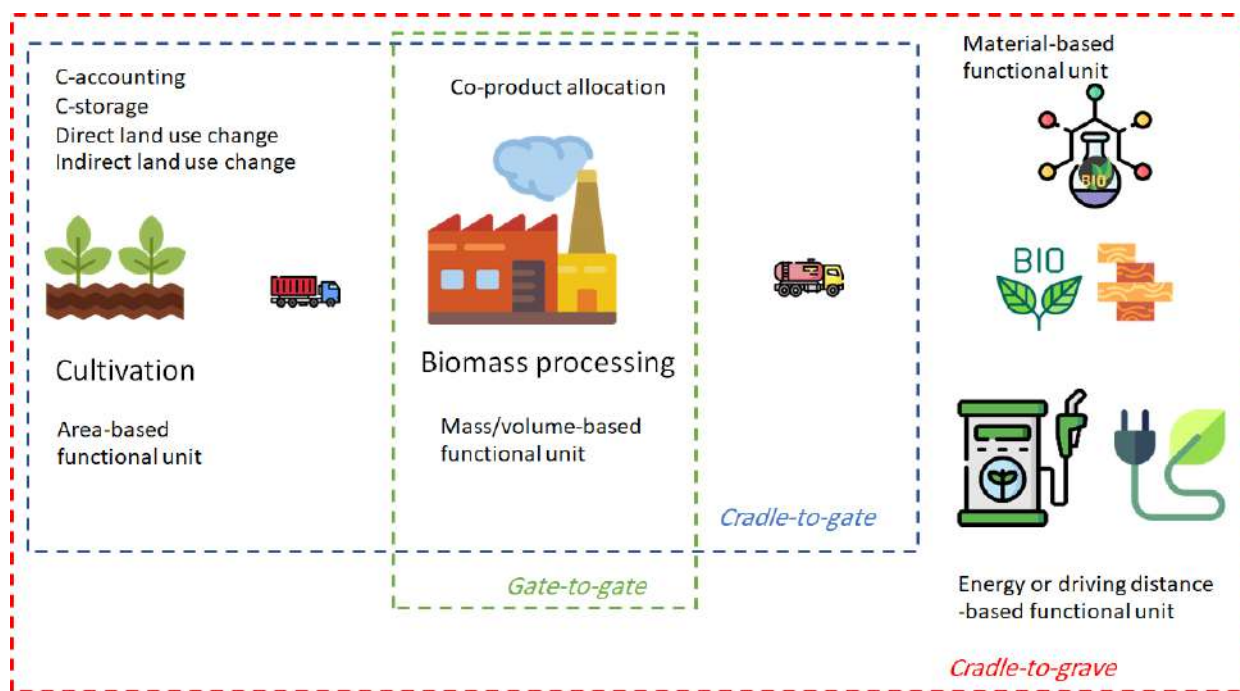 C-accounting
C-storage
Direct land use change
Indirect land use change
Cultivation
Area-based
functional unit
Co-product allocation
Biomass processing
Mass/volume-based
functional unit
Cradle-to-gate
Gate-to-gate
Material-based
functional unit
BIO
BIO
Energy or driving distance
-based functional unit
Cradle-to-grave